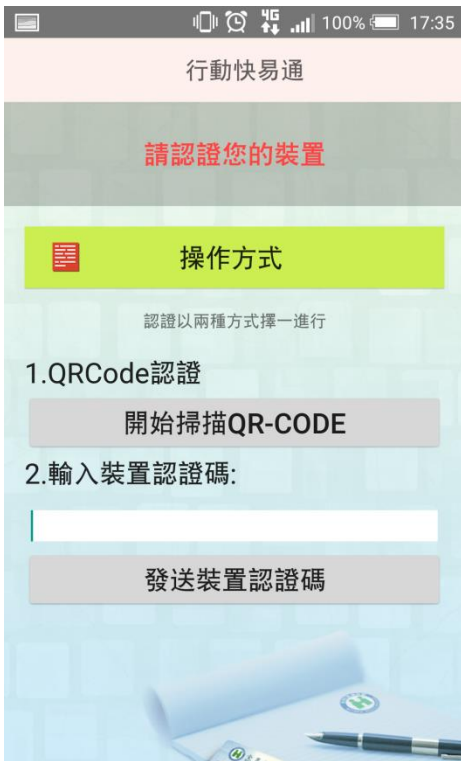 4G 100% 17:35
行動快易通
請認證您的裝置
操作方式
認證以兩種方式擇一進行
1.QRCode認證
開始掃描QR-CODE
2.輸入裝置認證碼:
發送裝置認證碼